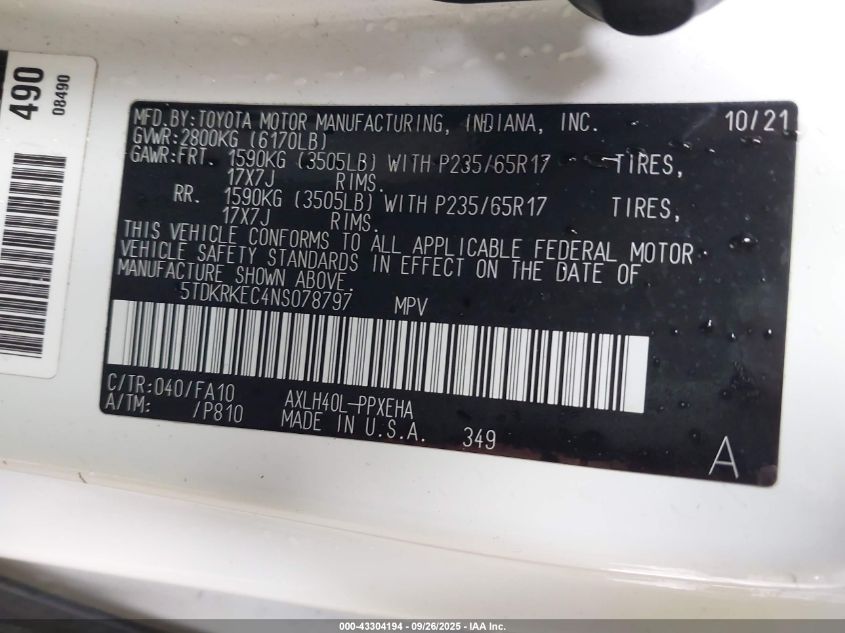 490
08490
MFD. BY: TOYOTA MOTOR MANUFACTURING, INDIANA, INC. 10/21
GVWR: 2800KG (6170LB)
GAWR: FRT. 1590KG (3505LB) WITH P235/65R17 TIRES,
17X7J RIMS.
RR. 1590KG (3505LB) WITH P235/65R17 TIRES,
17X7J RIMS.
THIS VEHICLE CONFORMS TO ALL APPLICABLE FEDERAL MOTOR
VEHICLE SAFETY STANDARDS IN EFFECT ON THE DATE OF
MANUFACTURE SHOWN ABOVE.
5TDKRKEC4NS078797 MPV
C/TR: 040/FA10 AXLH40L-PPXEHA
A/TM: /P810 MADE IN U.S.A. 349
A
000-43304194 - 09/26/2025 - IAA Inc.